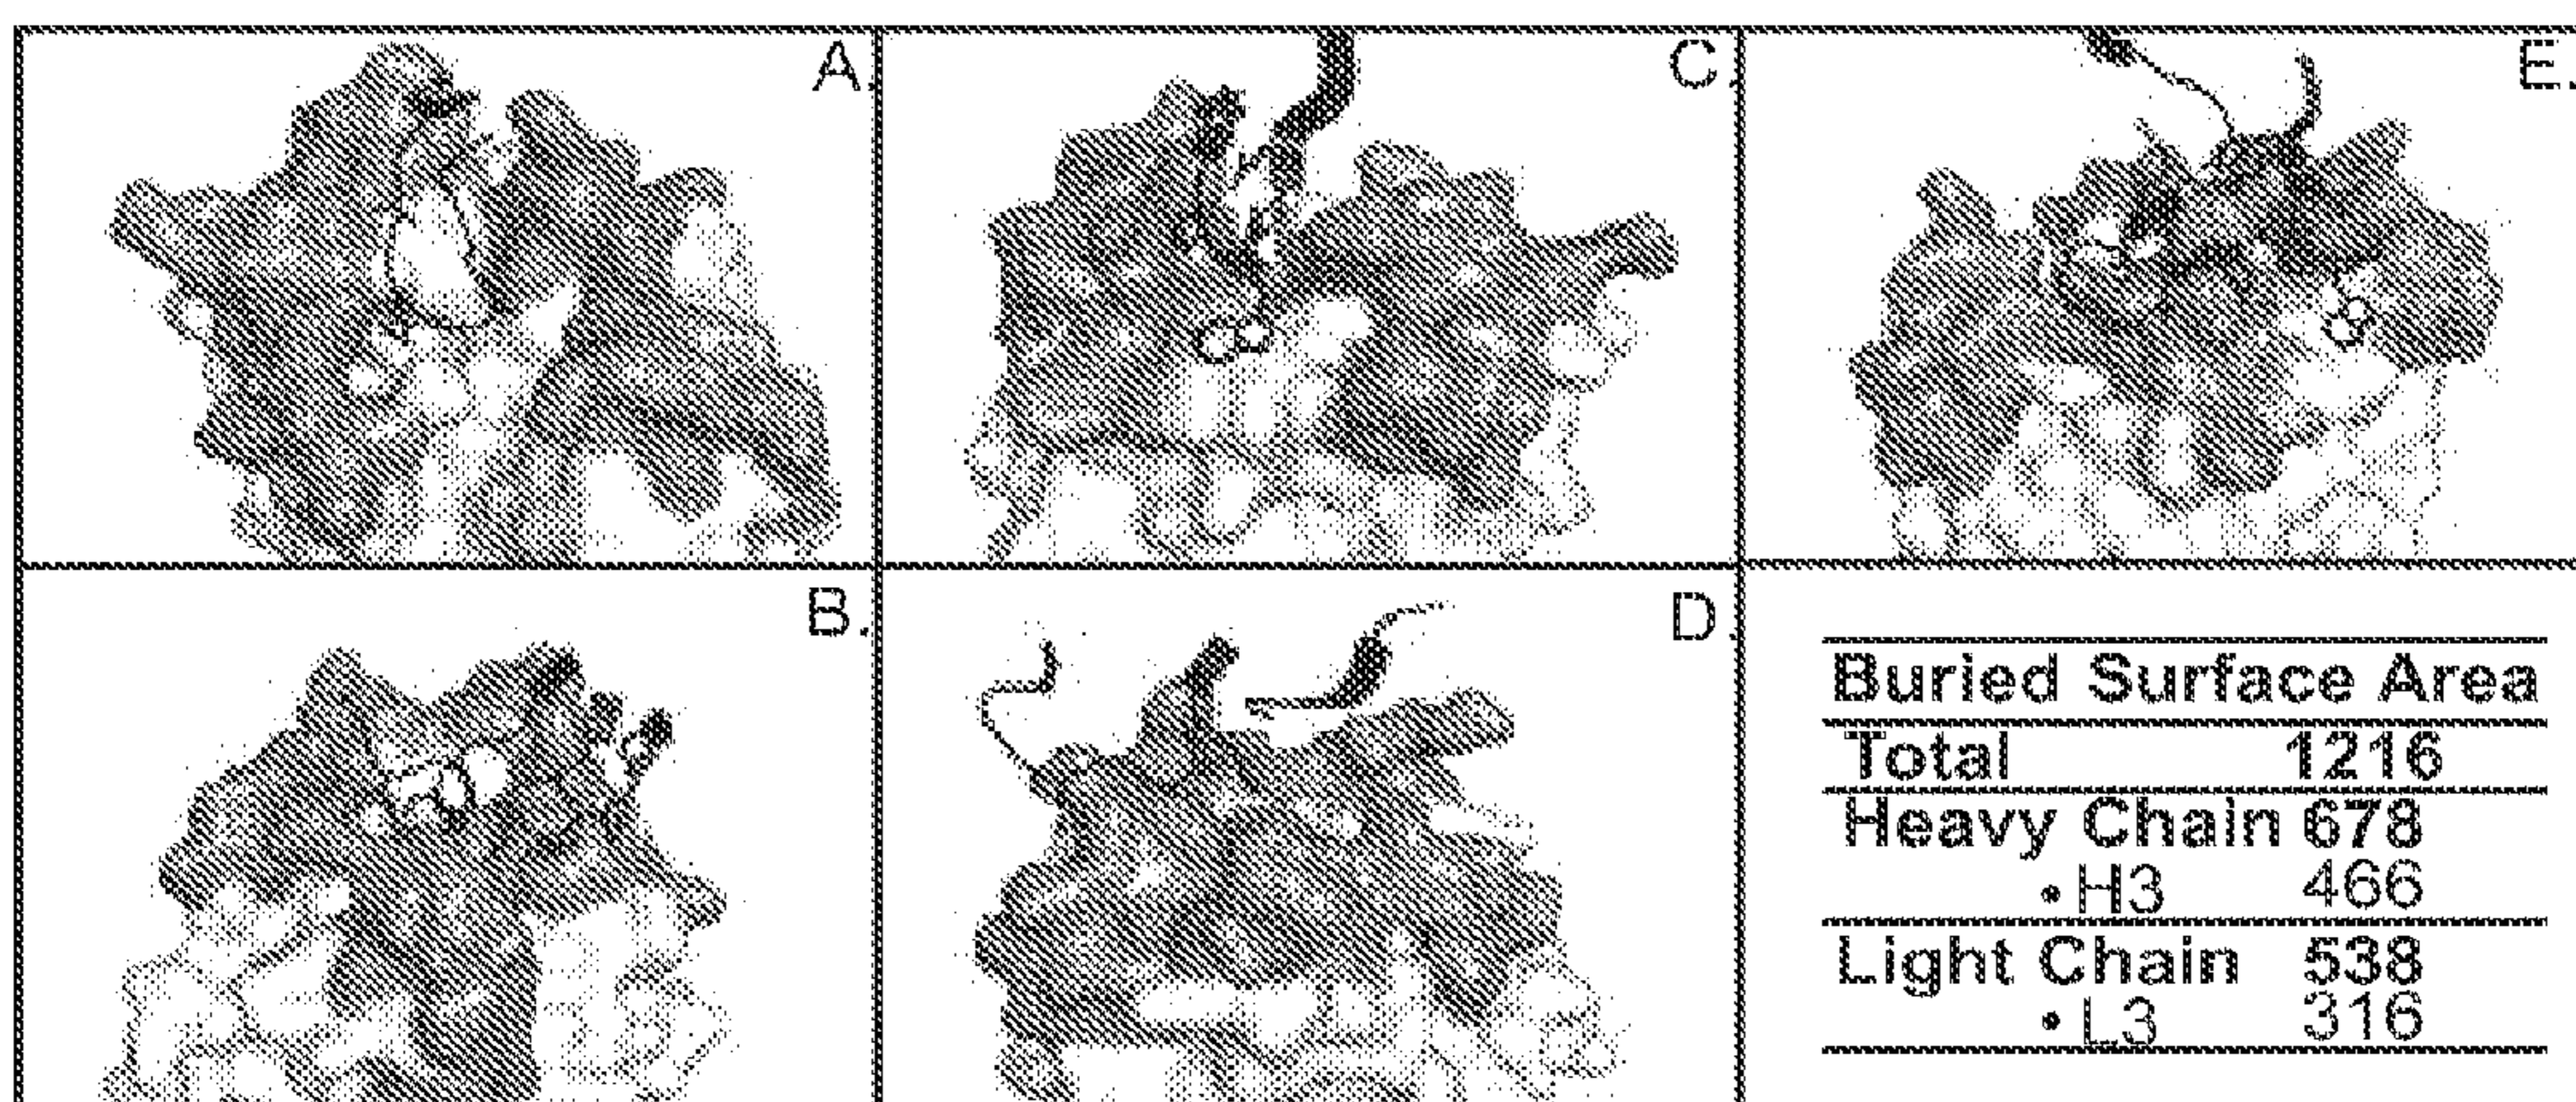 A.
C.
E.
B.
D.
Buried Surface Area
Total 1216
Heavy Chain 678
• H3 466
Light Chain 538
• L3 316